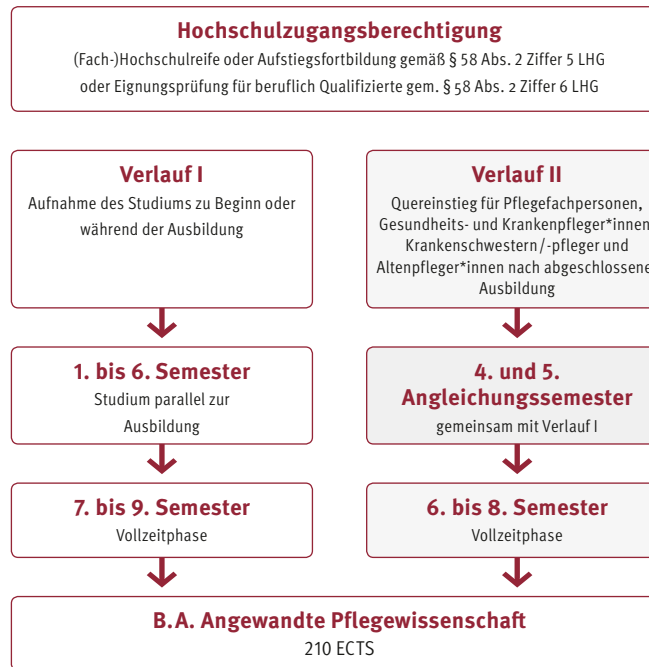 Hochschulzugangsberechtigung
(Fach-)Hochschulreife oder Aufstiegsfortbildung gemäß § 58 Abs. 2 Ziffer 5 LHG
oder Eignungsprüfung für beruflich Qualifizierte gem. § 58 Abs. 2 Ziffer 6 LHG
Verlauf I
Aufnahme des Studiums zu Beginn oder
während der Ausbildung
Verlauf II
Quereinstieg für Pflegefachpersonen,
Gesundheits- und Krankenpfleger*innen
Krankenschwestern/-pfleger und
Altenpfleger*innen nach abgeschlossene
Ausbildung
1. bis 6. Semester
Studium parallel zur
Ausbildung
4. und 5.
Angleichungssemester
gemeinsam mit Verlauf I
7. bis 9. Semester
Vollzeitphase
6. bis 8. Semester
Vollzeitphase
B.A. Angewandte Pflegewissenschaft
210 ECTS